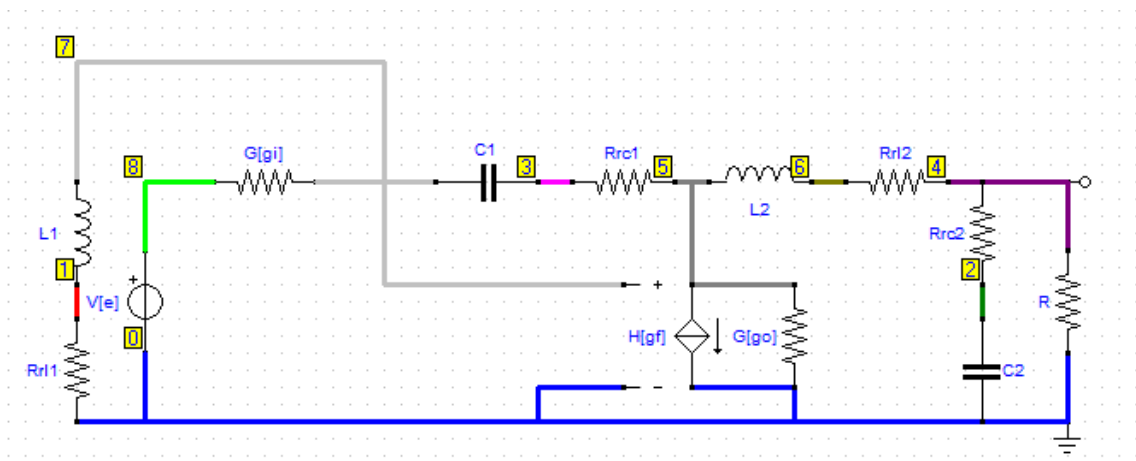 7
8
G[gi]
C1
3
Rrc1
5
6
Rrl2
4
L2
L1
Rrc2
1
2
V[e]
+
+
R
0
H[gf]
G[go]
Rrl1
C2
−